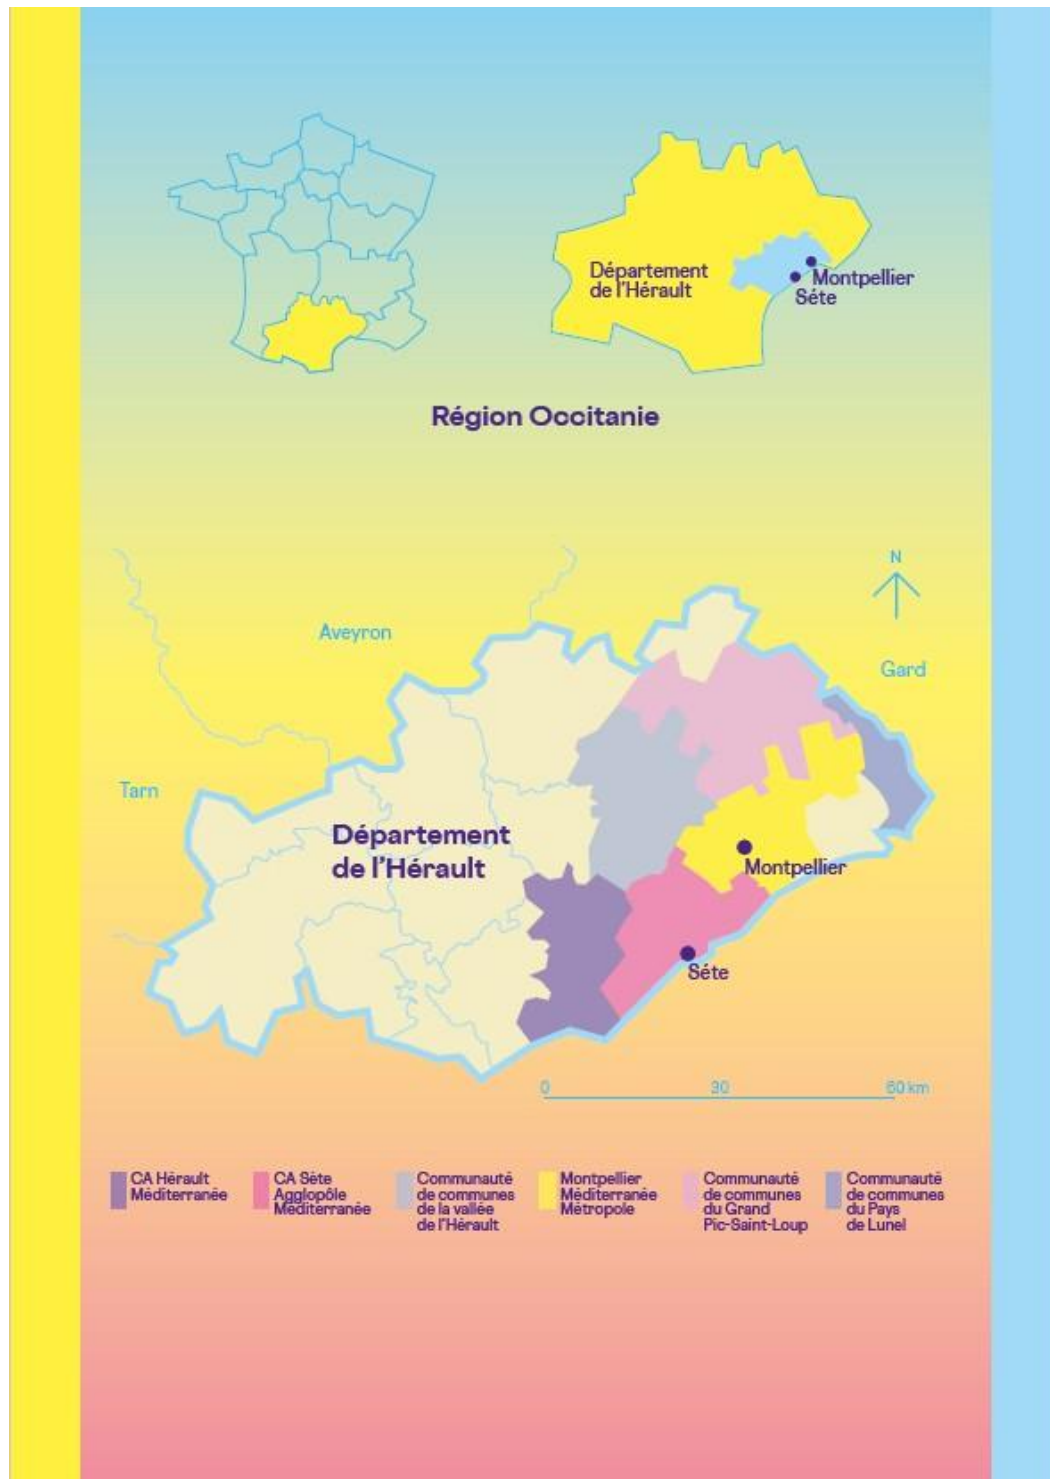 Département
de l'Hérault
Montpellier
Séte
Région Occitanie
N
Aveyron
Gard
Tarn
Département
de l'Hérault
Montpellier
Séte
0 30 60 km
CA Hérault
Méditerranée
CA Sète
Agglopôle
Méditerranée
Communauté
de communes
de la vallée
de l'Hérault
Montpellier
Méditerranée
Métropole
Communauté
de communes
du Grand
Pic-Saint-Loup
Communauté
de communes
du Pays
de Lunel